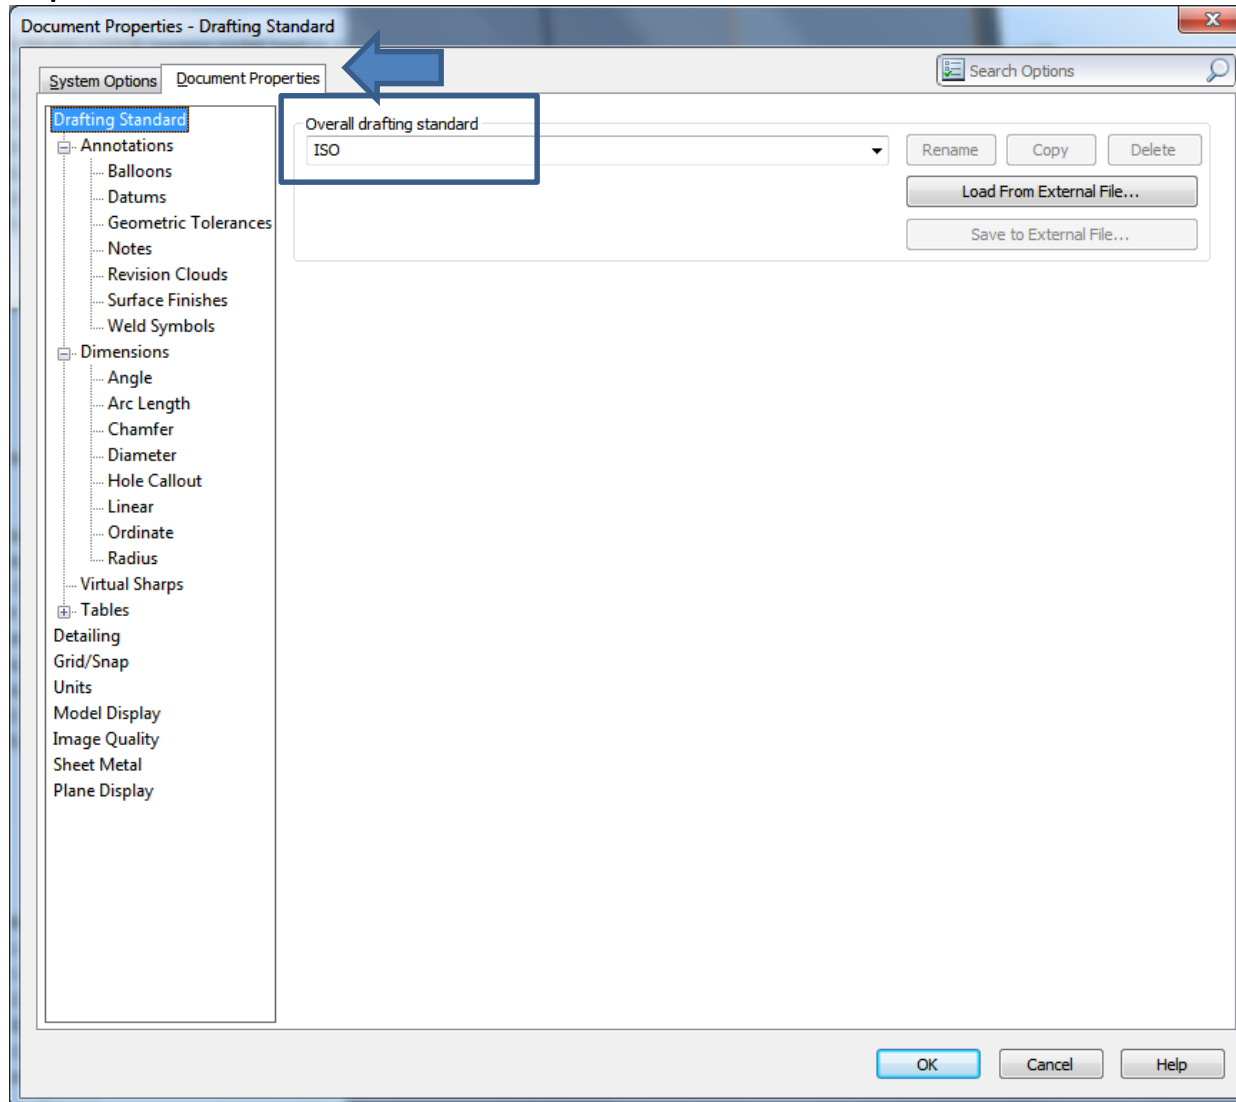 Document Properties - Drafting Standard
System Options Document Properties
Search Options
Drafting Standard
Annotations
Balloons
Datums
Geometric Tolerances
Notes
Revision Clouds
Surface Finishes
Weld Symbols
Dimensions
Angle
Arc Length
Chamfer
Diameter
Hole Callout
Linear
Ordinate
Radius
Virtual Sharps
Tables
Detailing
Grid/Snap
Units
Model Display
Image Quality
Sheet Metal
Plane Display
Overall drafting standard
ISO
Rename Copy Delete
Load From External File...
Save to External File...
OK Cancel Help